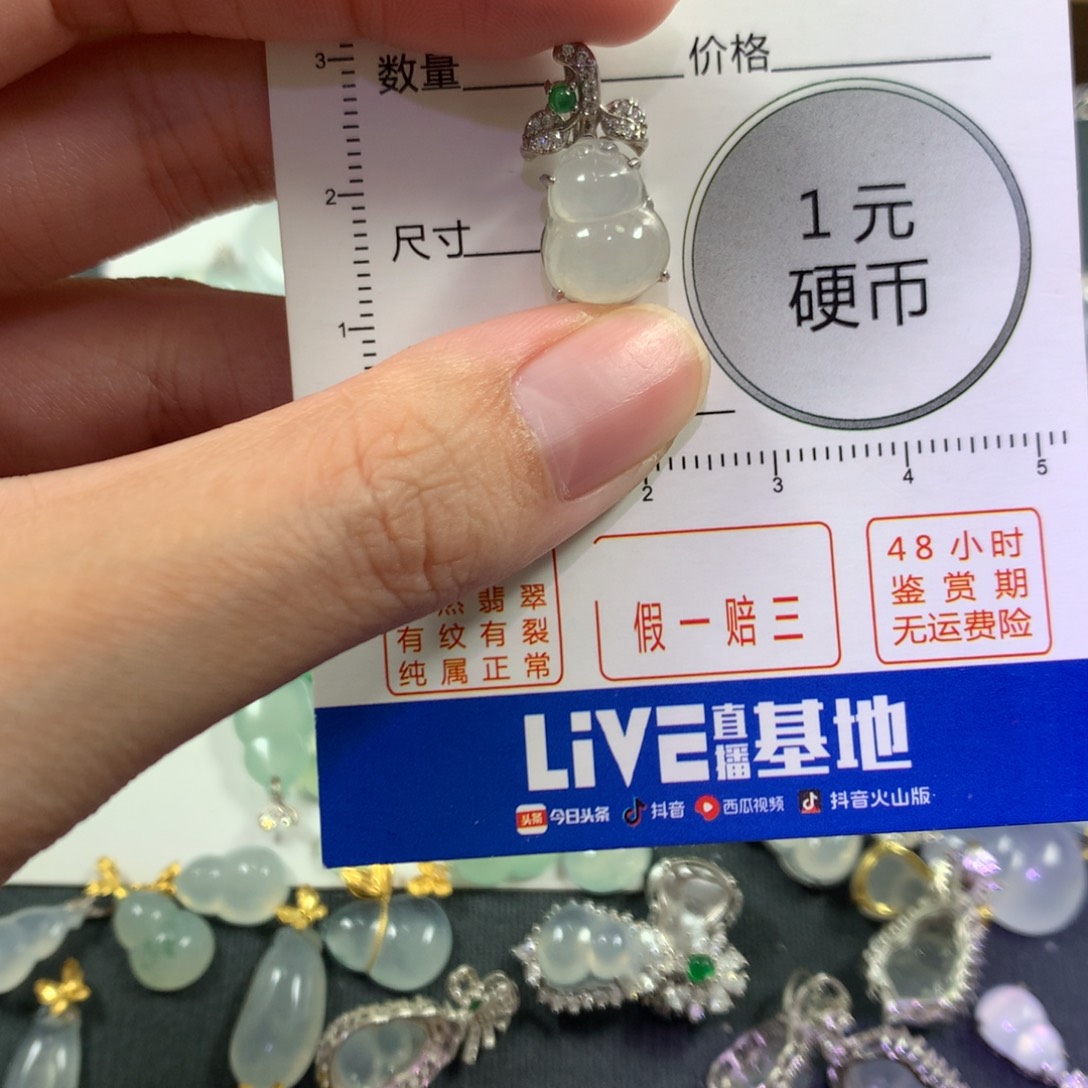 3
数量 价格
2
1 元
硬币
尺寸
1
2 3 4 5
翡翠
有纹有裂
纯属正常
假一赔三
48小时
鉴赏期
无运费险
LiVE直播基地
头条 今日头条 抖音 西瓜视频 抖音火山版